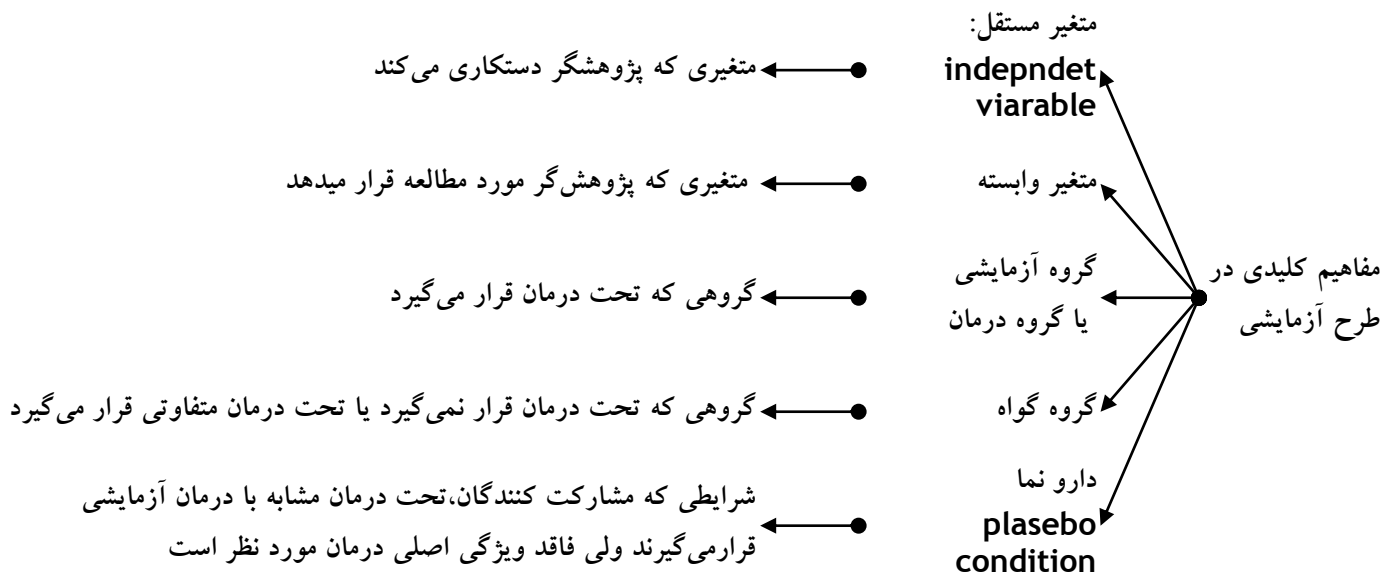 مفاهیم کلیدی در
طرح آزمایشی
متغیر مستقل:
indepndet
viarable
متغیری که پژوهشگر دستکاری می‌کند
متغیر وابسته
متغیری که پژوهش‌گر مورد مطالعه قرار میدهد
گروه آزمایشی
یا گروه درمان
گروهی که تحت درمان قرار می‌گیرد
گروه گواه
گروهی که تحت درمان قرار نمی‌گیرد یا تحت درمان متفاوتی قرار می‌گیرد
دارو نما
plasebo
condition
شرایطی که مشارکت کنندگان،تحت درمان مشابه با درمان آزمایشی
قرارمی‌گیرند ولی فاقد ویژگی اصلی درمان مورد نظر است